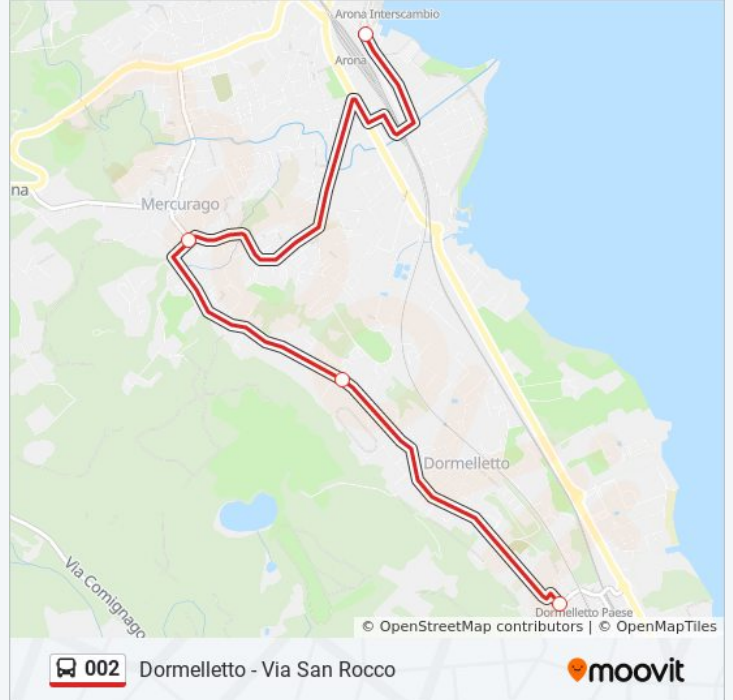 Arona Interscambio
Arona
na
Mercurago
Dormelletto
Via Comignago
Dormelletto Paese
© OpenStreetMap contributors | © OpenMapTiles
002 Dormelletto - Via San Rocco
moovit